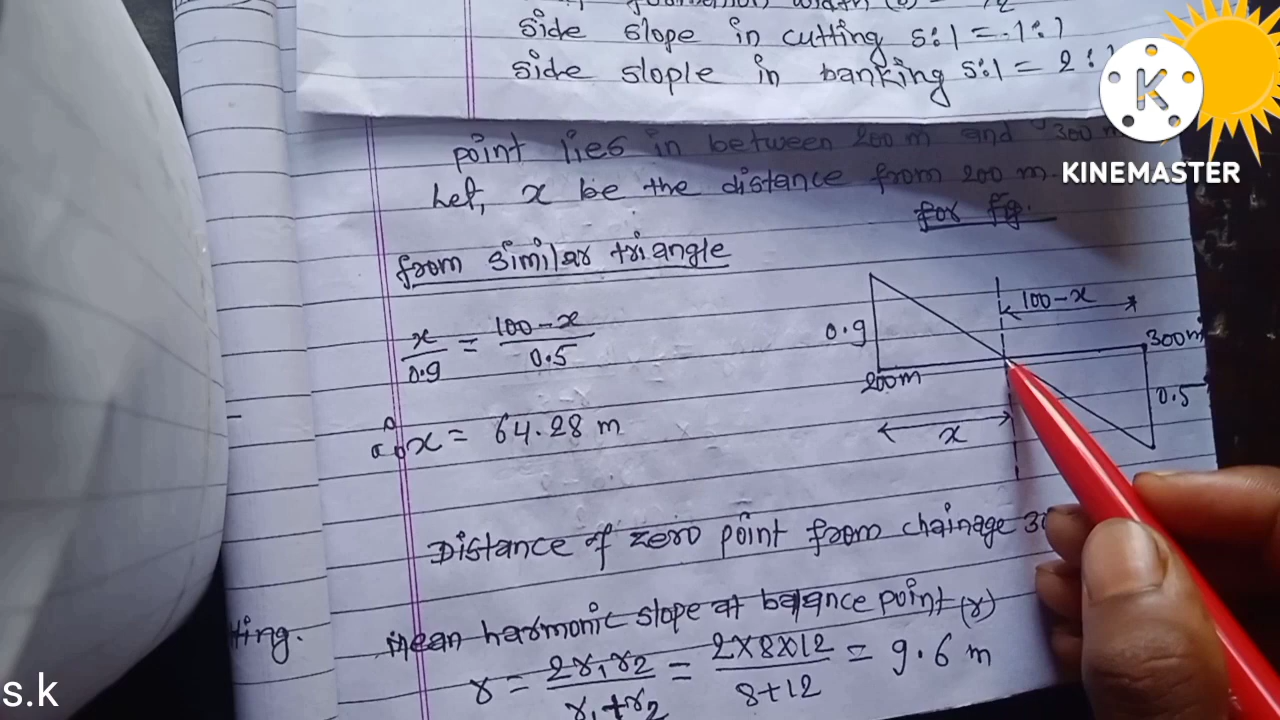 formation width (b) =
side slope in cutting s:1 = 1:1
side slople in banking s:1 = 2:1
KINEMASTER
point lies in between 200 m and 300 m
Let, x be the distance from 200 m.
for fig.
from similar triangle
x/0.9 = 100-x/0.5
∴ x = 64.28 m
0.9
200m
100-x
300m
0.5
x
Distance of zero point from chainage 30
ting.
Mean harmonic slope at balance point (r)
r = 2r₁r₂/r₁+r₂ = 2×8×12/8+12 = 9.6 m
s.k